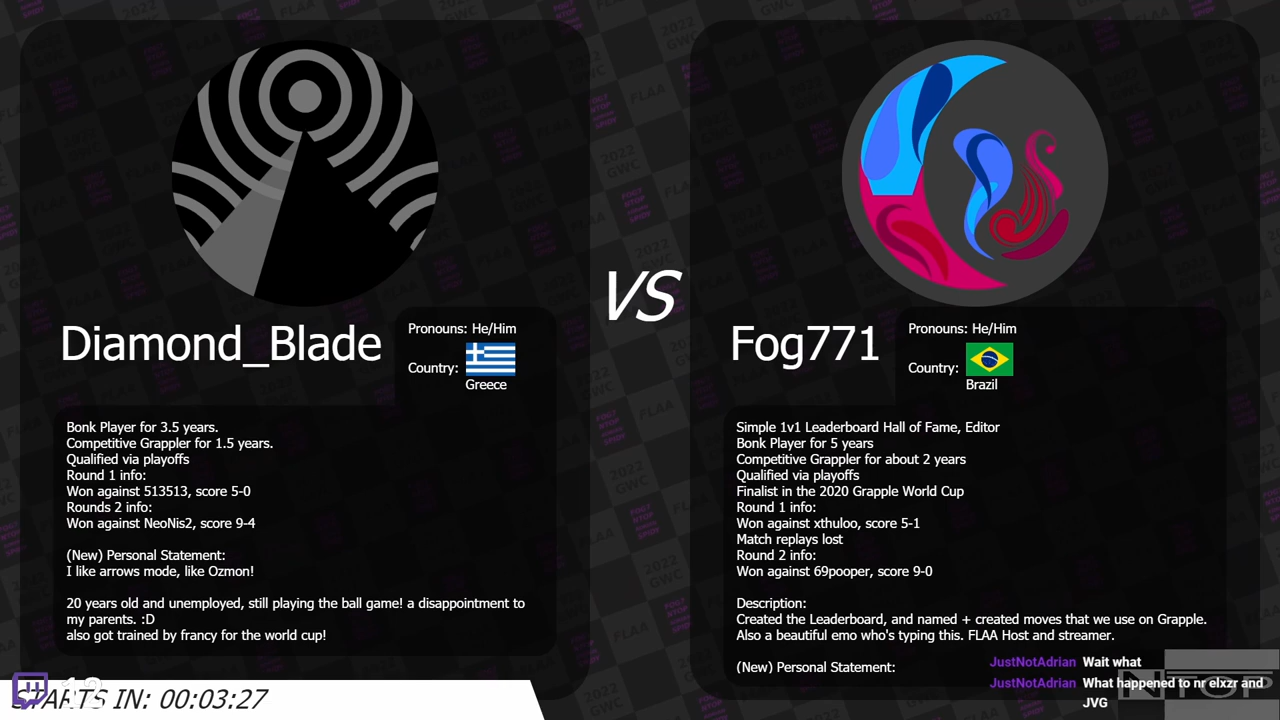 VS
Diamond_Blade
Pronouns: He/Him
Country:
Greece
Bonk Player for 3.5 years.
Competitive Grappler for 1.5 years.
Qualified via playoffs
Round 1 info:
Won against 513513, score 5-0
Rounds 2 info:
Won against NeoNis2, score 9-4
(New) Personal Statement:
I like arrows mode, like Ozmon!
20 years old and unemployed, still playing the ball game! a disappointment to
my parents. :D
also got trained by francy for the world cup!
Fog771
Pronouns: He/Him
Country:
Brazil
Simple 1v1 Leaderboard Hall of Fame, Editor
Bonk Player for 5 years
Competitive Grappler for about 2 years
Qualified via playoffs
Finalist in the 2020 Grapple World Cup
Round 1 info:
Won against xthuloo, score 5-1
Match replays lost
Round 2 info:
Won against 69pooper, score 9-0
Description:
Created the Leaderboard, and named + created moves that we use on Grapple.
Also a beautiful emo who's typing this. FLAA Host and streamer.
(New) Personal Statement:
JustNotAdrian Wait what
JustNotAdrian What happened to nr elxzr and
JVG
NTOP
STARTS IN: 00:03:27
12
2022 GWC
FLAA